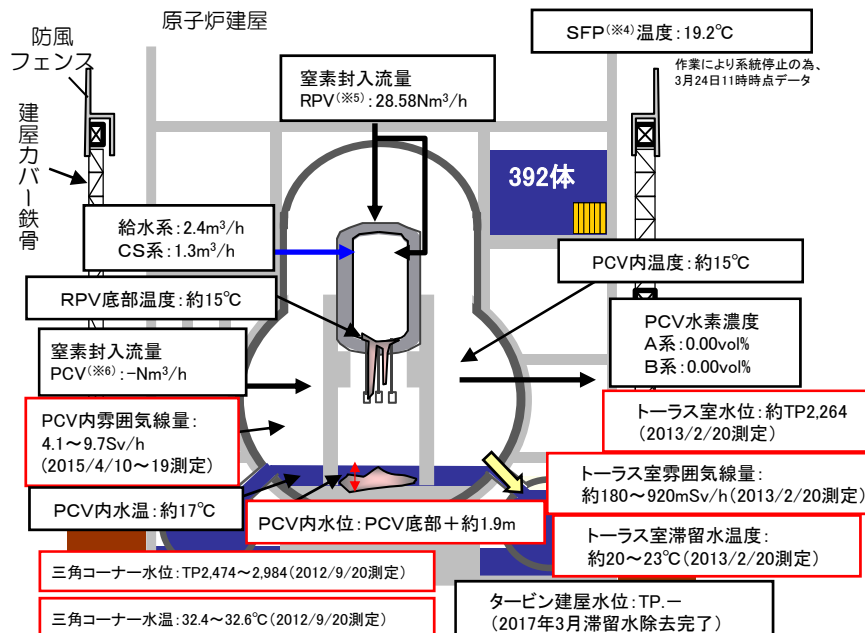 原子炉建屋
防風
フェンス
建屋カバー鉄骨
SFP(※4)温度:19.2℃
作業により系統停止の為、
3月24日11時時点データ
窒素封入流量
RPV(※5):28.58Nm³/h
392体
給水系:2.4m³/h
CS系:1.3m³/h
PCV内温度:約15℃
RPV底部温度:約15℃
PCV水素濃度
A系:0.00vol%
B系:0.00vol%
窒素封入流量
PCV(※6):-Nm³/h
トーラス室水位:約TP2,264
(2013/2/20測定)
PCV内雰囲気線量:
4.1~9.7Sv/h
(2015/4/10~19測定)
トーラス室雰囲気線量:
約180~920mSv/h(2013/2/20測定)
PCV内水温:約17℃
PCV内水位:PCV底部+約1.9m
トーラス室滞留水温度:
約20~23℃(2013/2/20測定)
三角コーナー水位:TP2,474~2,984(2012/9/20測定)
三角コーナー水温:32.4~32.6℃(2012/9/20測定)
タービン建屋水位:TP.-
(2017年3月滞留水除去完了)